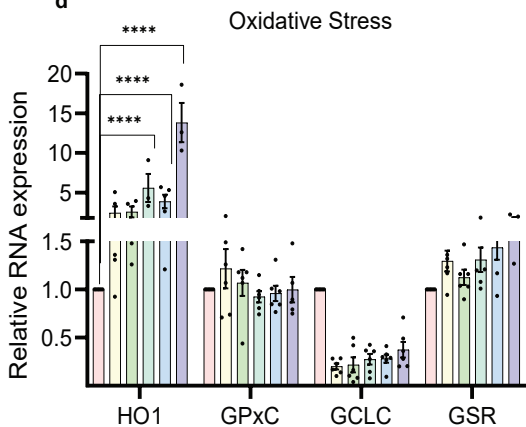 d
Oxidative Stress
****
****
****
Relative RNA expression
20
15
10
5
1.5
1.0
0.5
HO1
GPxC
GCLC
GSR